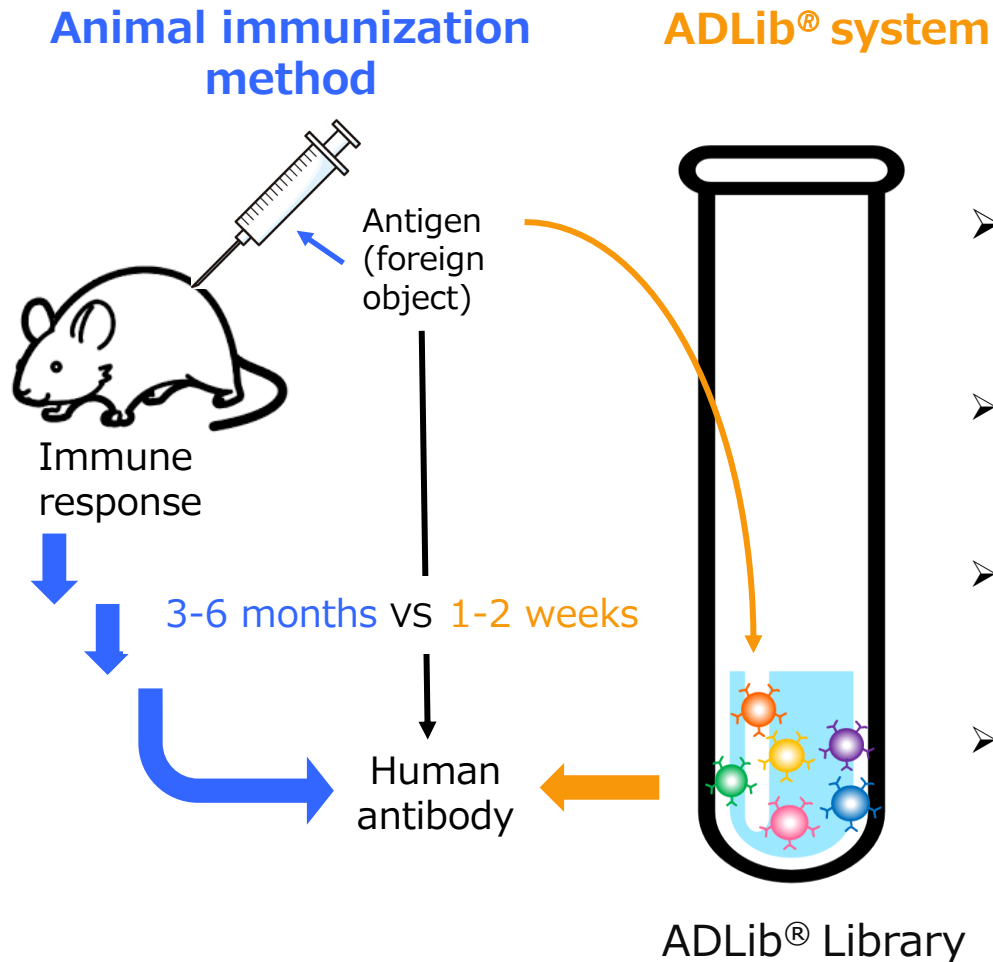 Animal immunization
method
ADLib® system
Antigen
(foreign
object)
Immune
response
3-6 months VS 1-2 weeks
Human
antibody
ADLib® Library